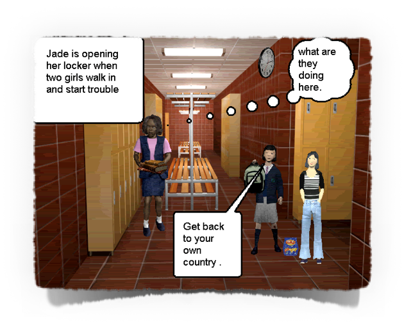 Jade is opening
her locker when
two girls walk in
and start trouble
what are
they
doing
here.
Get back
to your
own
country .